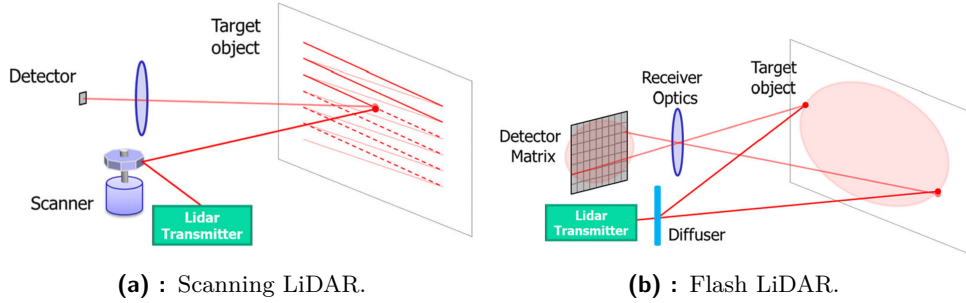 Target
object
Detector
Scanner
Lidar
Transmitter
(a) : Scanning LiDAR.
Receiver
Optics
Target
object
Detector
Matrix
Lidar
Transmitter
Diffuser
(b) : Flash LiDAR.